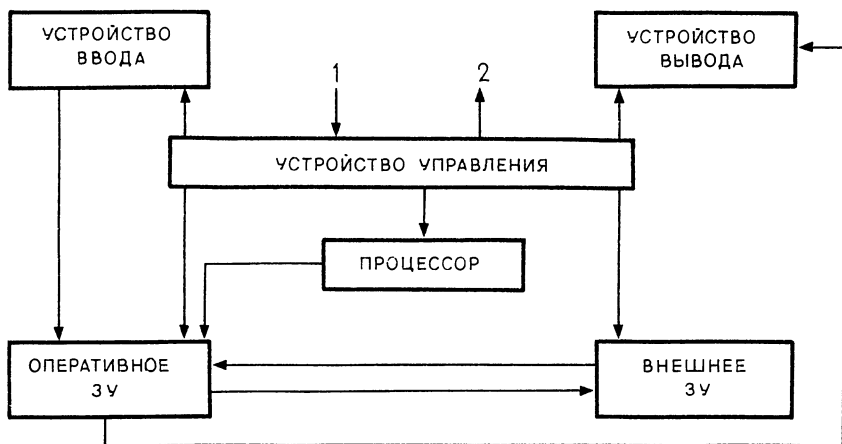 УСТРОЙСТВО
ВВОДА
УСТРОЙСТВО
ВЫВОДА
1
2
УСТРОЙСТВО УПРАВЛЕНИЯ
ПРОЦЕССОР
ОПЕРАТИВНОЕ
ЗУ
ВНЕШНЕЕ
ЗУ